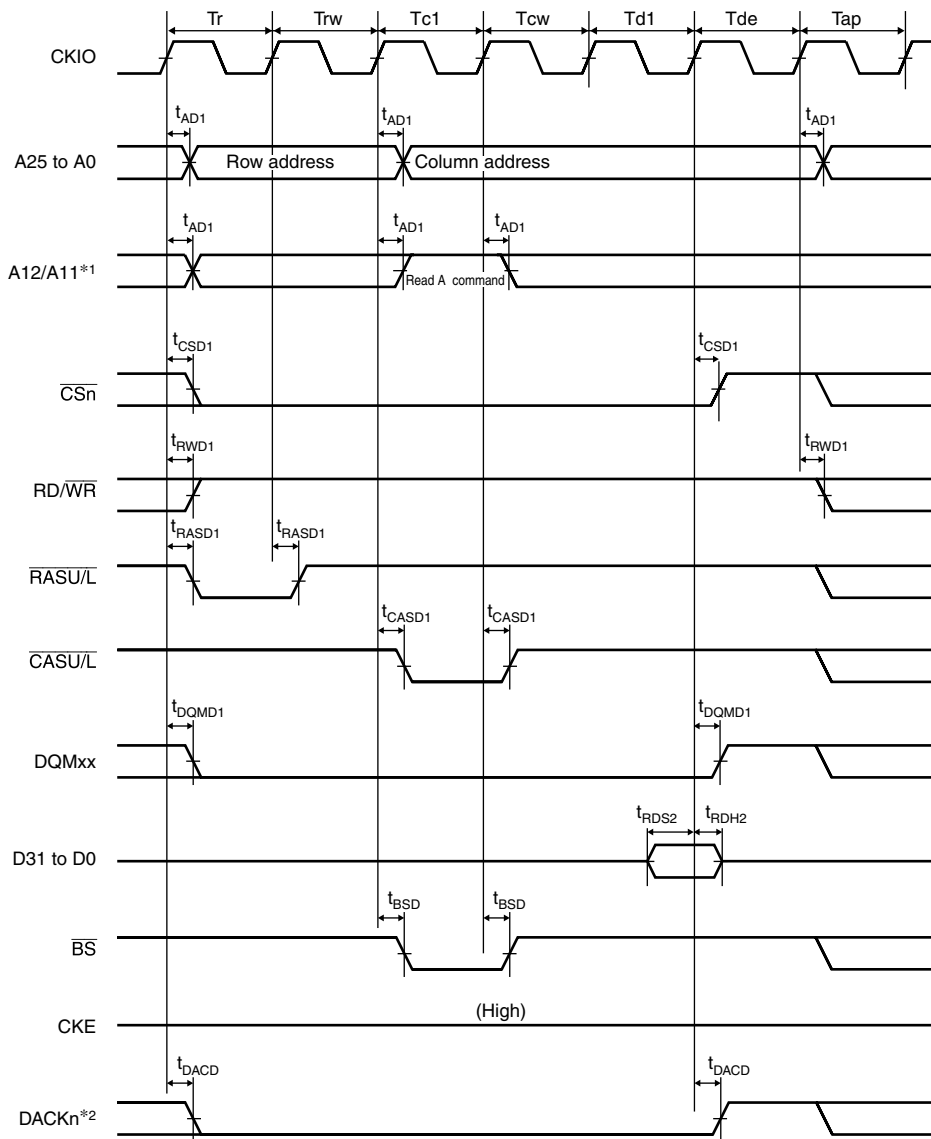 Tr Trw Tc1 Tcw Td1 Tde Tap
CKIO
tAD1 tAD1 tAD1
A25 to A0 Row address Column address
tAD1 tAD1 tAD1
A12/A11*1 Read A command
tCSD1 tCSD1
CSn
tRWD1 tRWD1
RD/WR
tRASD1 tRASD1
RASU/L
tCASD1 tCASD1
CASU/L
tDQMD1 tDQMD1
DQMxx
tRDS2 tRDH2
D31 to D0
tBSD tBSD
BS
(High)
CKE
tDACD tDACD
DACKn*2